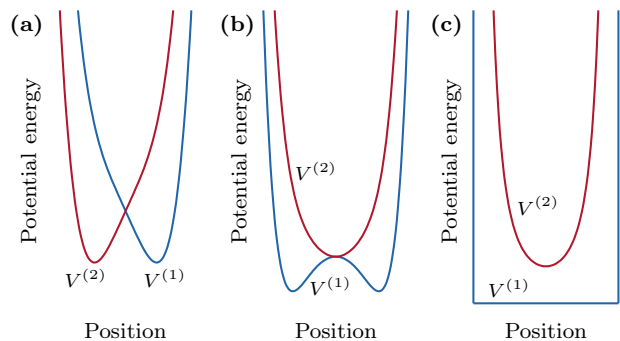 (a)
Potential energy
V^(2)
V^(1)
Position
(b)
Potential energy
V^(2)
V^(1)
Position
(c)
Potential energy
V^(2)
V^(1)
Position